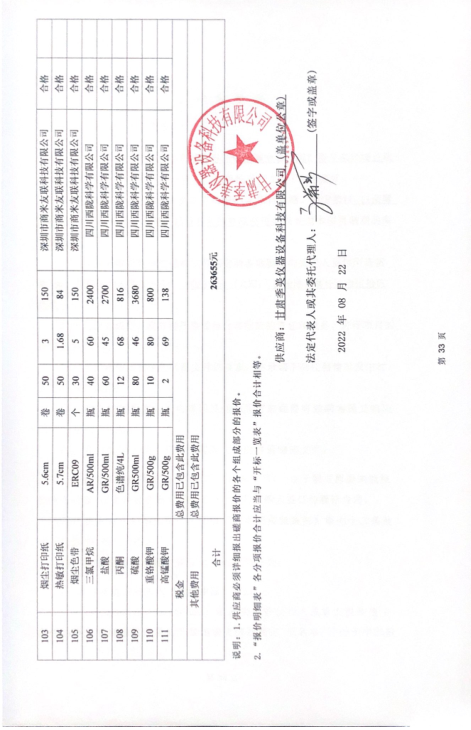 103 烟尘打印纸 5.6cm 卷 50 3 150 深圳市商米友联科技有限公司 合格
104 热敏打印纸 5.7cm 卷 50 1.68 84 深圳市商米友联科技有限公司 合格
105 烟尘色带 ERC09 个 30 5 150 深圳市商米友联科技有限公司 合格
106 三氯甲烷 AR/500ml 瓶 40 60 2400 四川西陇科学有限公司 合格
107 盐酸 GR/500ml 瓶 60 45 2700 四川西陇科学有限公司 合格
108 丙酮 色谱纯/4L 瓶 12 68 816 四川西陇科学有限公司 合格
109 硫酸 GR500ml 瓶 80 46 3680 四川西陇科学有限公司 合格
110 重铬酸钾 GR/500g 瓶 10 80 800 四川西陇科学有限公司 合格
111 高锰酸钾 GR/500g 瓶 2 69 138 四川西陇科学有限公司 合格
税金 总费用已包含此费用
其他费用 总费用已包含此费用
合计 263655元
说明：1. 供应商必须详细报出磋商报价的各个组成部分的报价。
2. “报价明细表”各分项报价合计应当与“开标一览表”报价合计相等。
供应商：甘肃季美仪器设备科技有限公司（盖单位公章）
法定代表人或其委托代理人： （签字或盖章）
2022 年 08 月 22 日
甘肃季美仪器设备科技有限公司
第 33 页